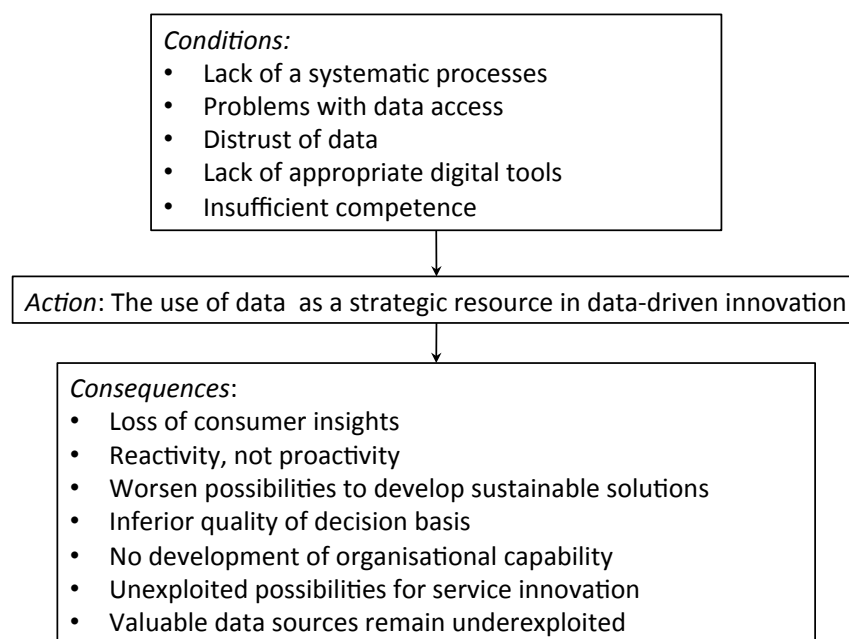 Conditions:
• Lack of a systematic processes
• Problems with data access
• Distrust of data
• Lack of appropriate digital tools
• Insufficient competence
Action: The use of data as a strategic resource in data-driven innovation
Consequences:
• Loss of consumer insights
• Reactivity, not proactivity
• Worsen possibilities to develop sustainable solutions
• Inferior quality of decision basis
• No development of organisational capability
• Unexploited possibilities for service innovation
• Valuable data sources remain underexploited